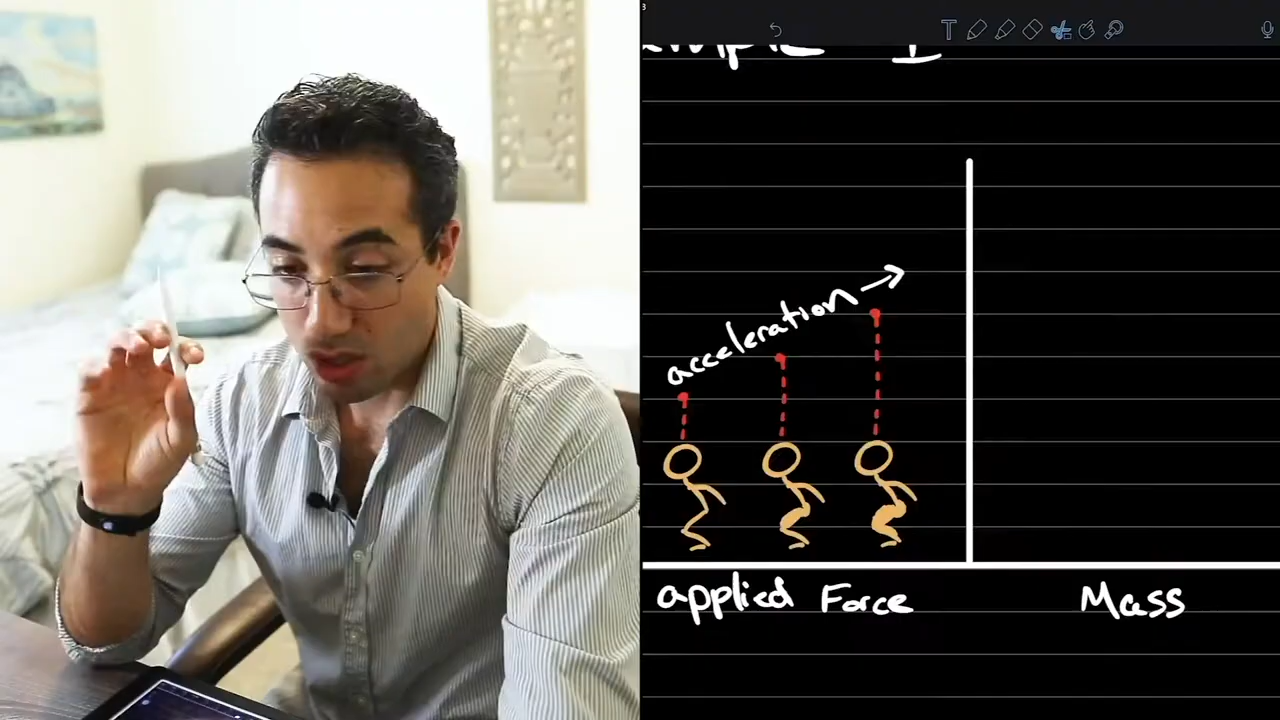 acceleration →
applied Force
Mass